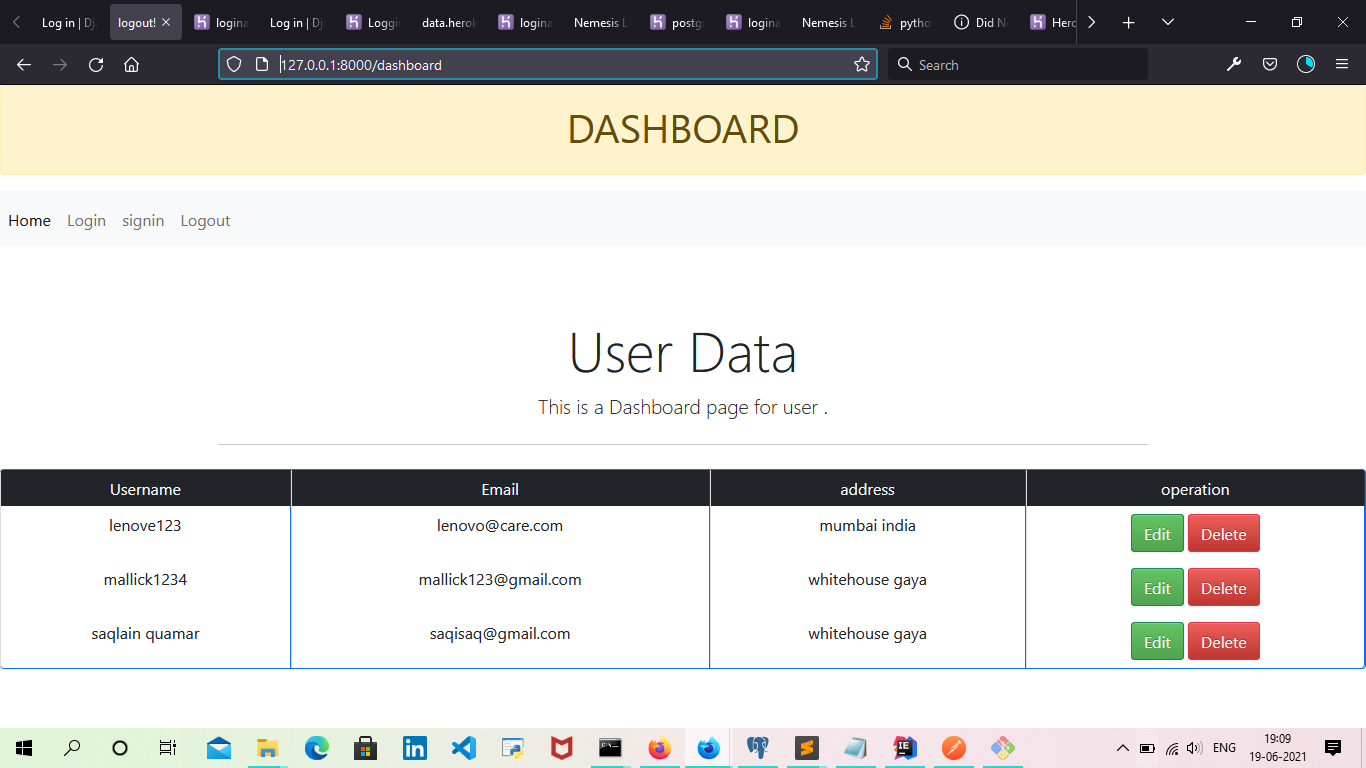 Log in | Dj
logout!
logina
Log in | Dj
Loggi
data.herok
logina
Nemesis L
postg
logina
Nemesis L
pytho
Did N
Hero
127.0.0.1:8000/dashboard
Search
DASHBOARD
Home Login signin Logout
User Data
This is a Dashboard page for user .
Username Email address operation
lenove123 lenovo@care.com mumbai india Edit Delete
mallick1234 mallick123@gmail.com whitehouse gaya Edit Delete
saqlain quamar saqisaq@gmail.com whitehouse gaya Edit Delete
ENG
19:09
19-06-2021